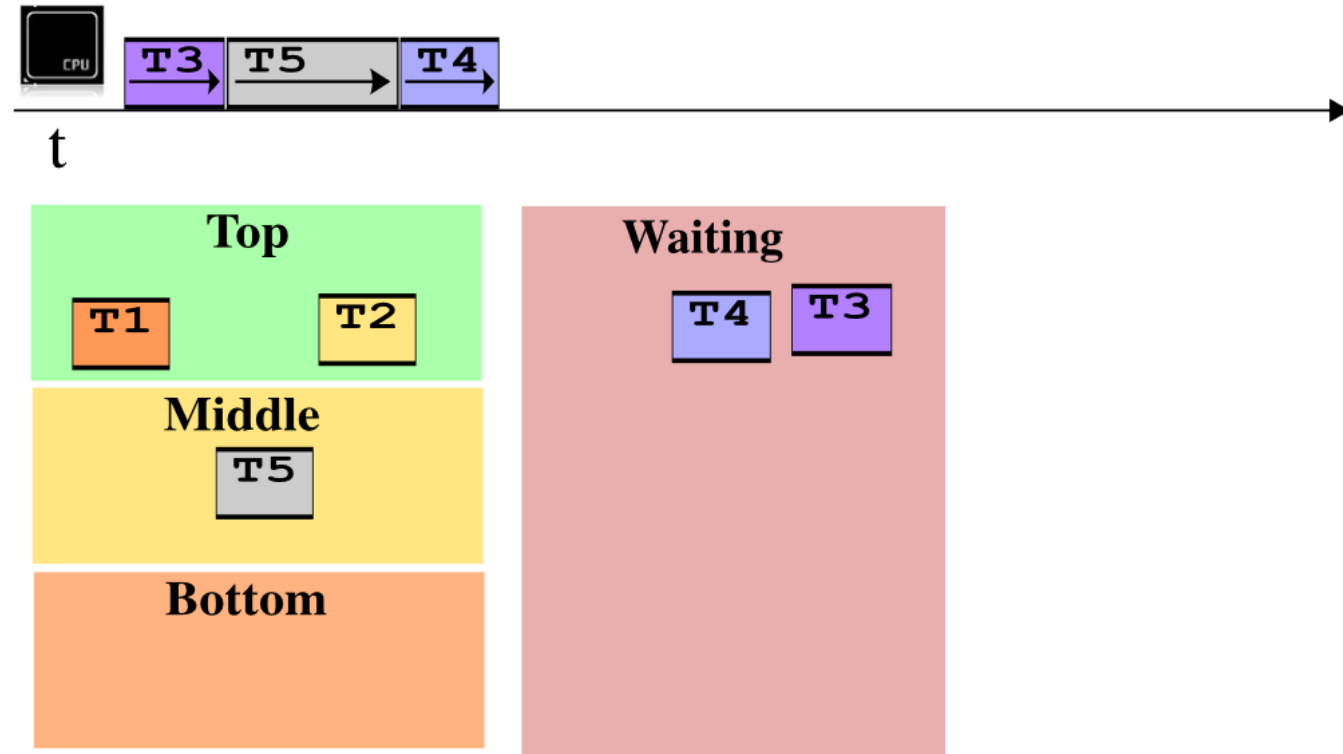 CPU
T3 T5 T4
t
Top
T1 T2
Middle
T5
Bottom
Waiting
T4 T3